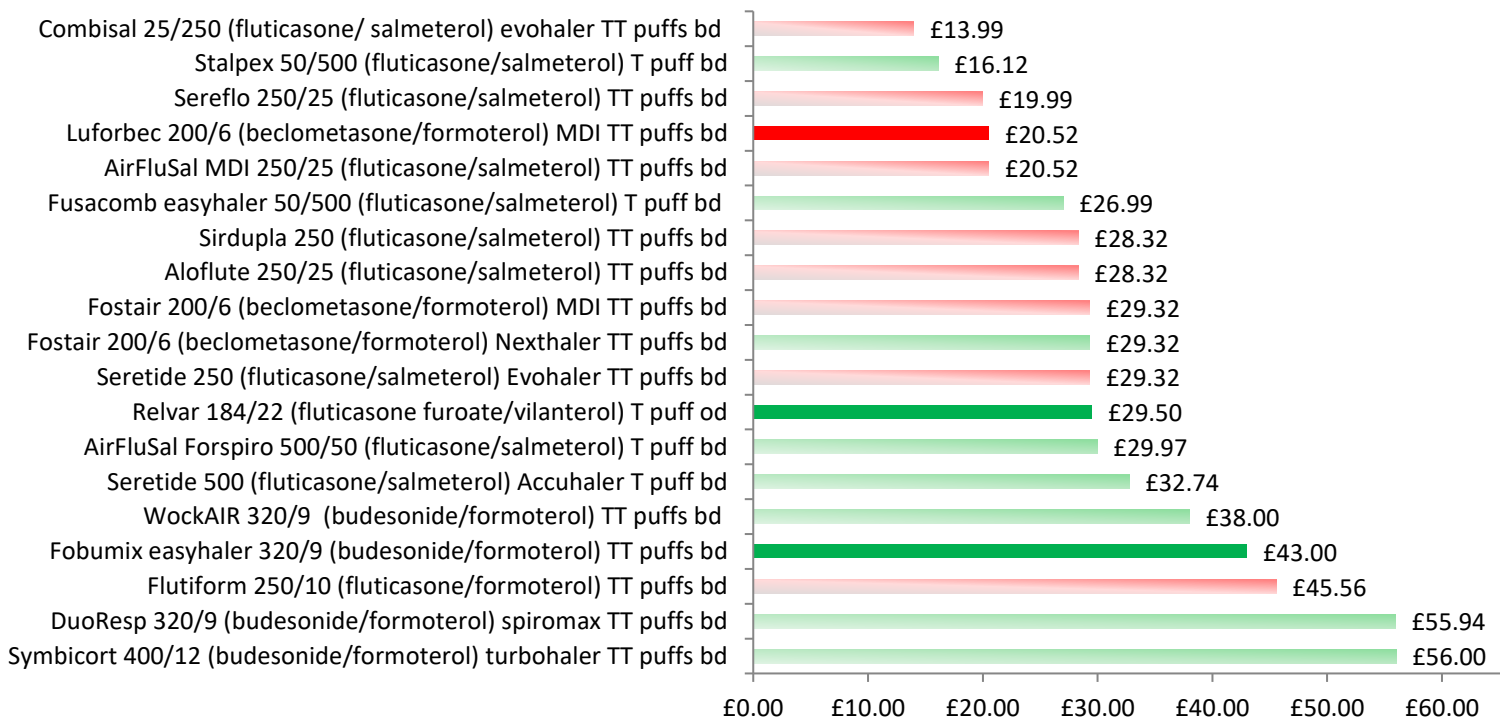 Combisal 25/250 (fluticasone/ salmeterol) evohaler TT puffs bd £13.99
Stalpex 50/500 (fluticasone/salmeterol) T puff bd £16.12
Sereflo 250/25 (fluticasone/salmeterol) TT puffs bd £19.99
Luforbec 200/6 (beclometasone/formoterol) MDI TT puffs bd £20.52
AirFluSal MDI 250/25 (fluticasone/salmeterol) TT puffs bd £20.52
Fusacomb easyhaler 50/500 (fluticasone/salmeterol) T puff bd £26.99
Sirdupla 250 (fluticasone/salmeterol) TT puffs bd £28.32
Aloflute 250/25 (fluticasone/salmeterol) TT puffs bd £28.32
Fostair 200/6 (beclometasone/formoterol) MDI TT puffs bd £29.32
Fostair 200/6 (beclometasone/formoterol) Nexthaler TT puffs bd £29.32
Seretide 250 (fluticasone/salmeterol) Evohaler TT puffs bd £29.32
Relvar 184/22 (fluticasone furoate/vilanterol) T puff od £29.50
AirFluSal Forspiro 500/50 (fluticasone/salmeterol) T puff bd £29.97
Seretide 500 (fluticasone/salmeterol) Accuhaler T puff bd £32.74
WockAIR 320/9 (budesonide/formoterol) TT puffs bd £38.00
Fobumix easyhaler 320/9 (budesonide/formoterol) TT puffs bd £43.00
Flutiform 250/10 (fluticasone/formoterol) TT puffs bd £45.56
DuoResp 320/9 (budesonide/formoterol) spiromax TT puffs bd £55.94
Symbicort 400/12 (budesonide/formoterol) turbohaler TT puffs bd £56.00
£0.00 £10.00 £20.00 £30.00 £40.00 £50.00 £60.00